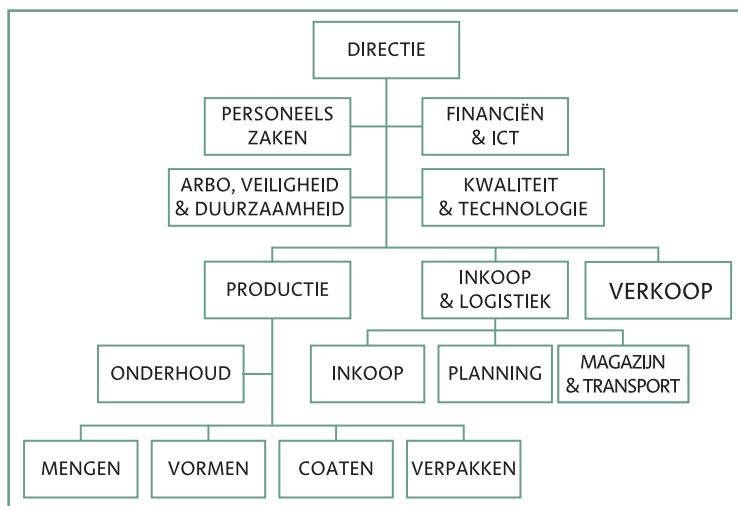 DIRECTIE
PERSONEELS
ZAKEN
FINANCIËN
& ICT
ARBO, VEILIGHEID
& DUURZAAMHEID
KWALITEIT
& TECHNOLOGIE
PRODUCTIE
INKOOP
& LOGISTIEK
VERKOOP
ONDERHOUD
INKOOP
PLANNING
MAGAZIJN
& TRANSPORT
MENGEN
VORMEN
COATEN
VERPAKKEN